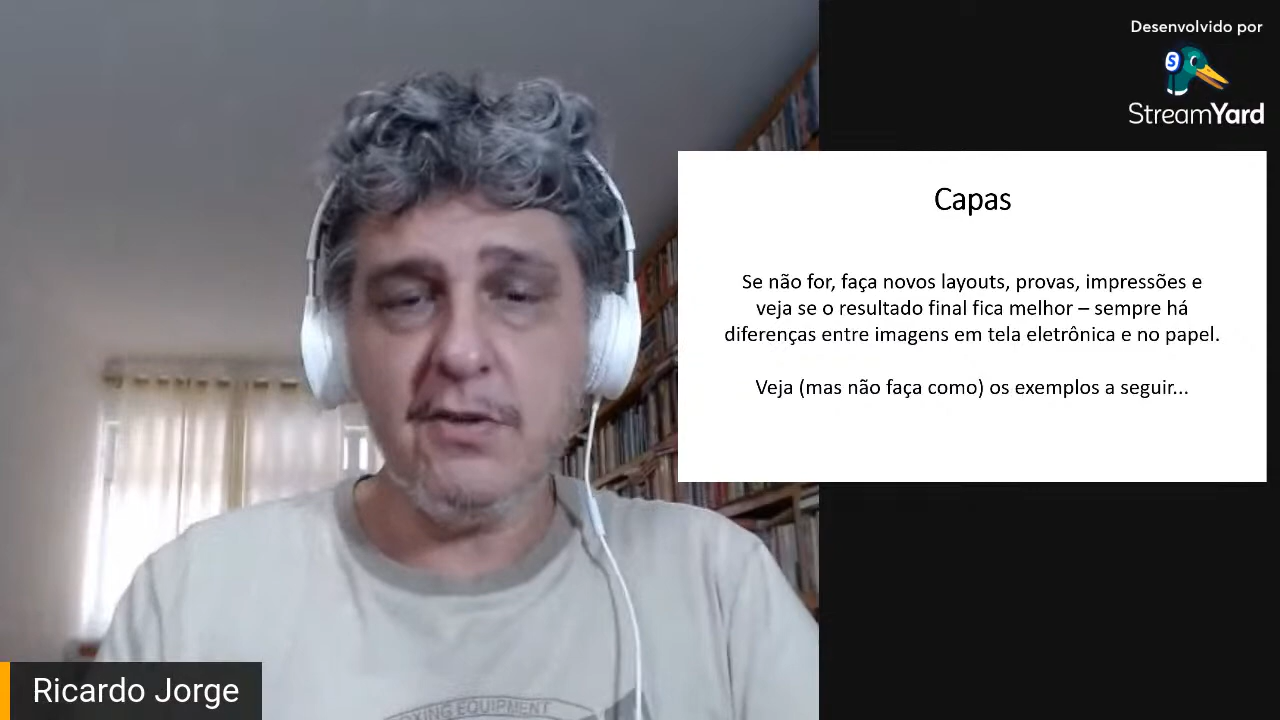 Desenvolvido por
S
StreamYard
Capas
Se não for, faça novos layouts, provas, impressões e
veja se o resultado final fica melhor – sempre há
diferenças entre imagens em tela eletrônica e no papel.
Veja (mas não faça como) os exemplos a seguir...
Ricardo Jorge
OXING EQUIPMENT